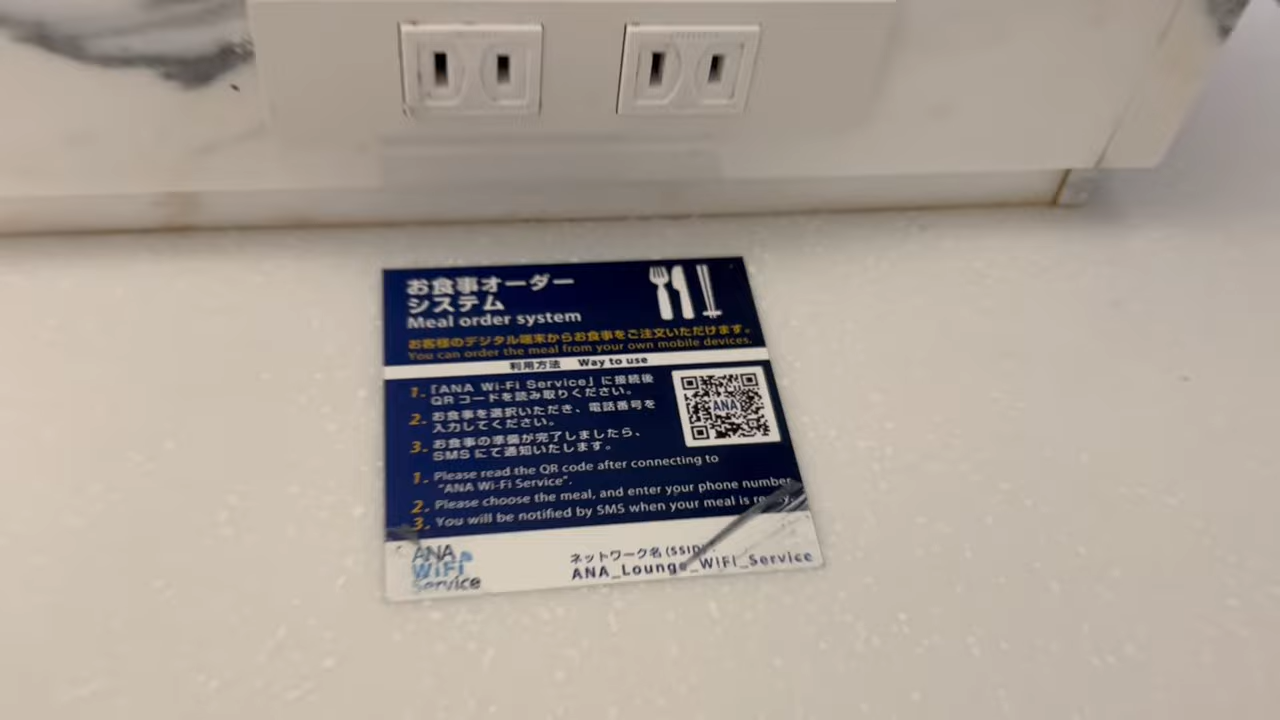 お食事オーダー
システム
Meal order system
お客様のデジタル端末からお食事をご注文いただけます。
You can order the meal from your own mobile devices.
利用方法 Way to use
1. 「ANA Wi-Fi Service」に接続後
QRコードを読み取りください。
2. お食事を選択いただき、電話番号を
入力してください。
3. お食事の準備が完了しましたら、
SMSにて通知いたします。
ANA
1. Please read the QR code after connecting to
"ANA Wi-Fi Service".
2. Please choose the meal, and enter your phone number.
3. You will be notified by SMS when your meal is ready.
ANA
WiFi
Service
ネットワーク名 (SSID) :
ANA_Lounge_WiFi_Service